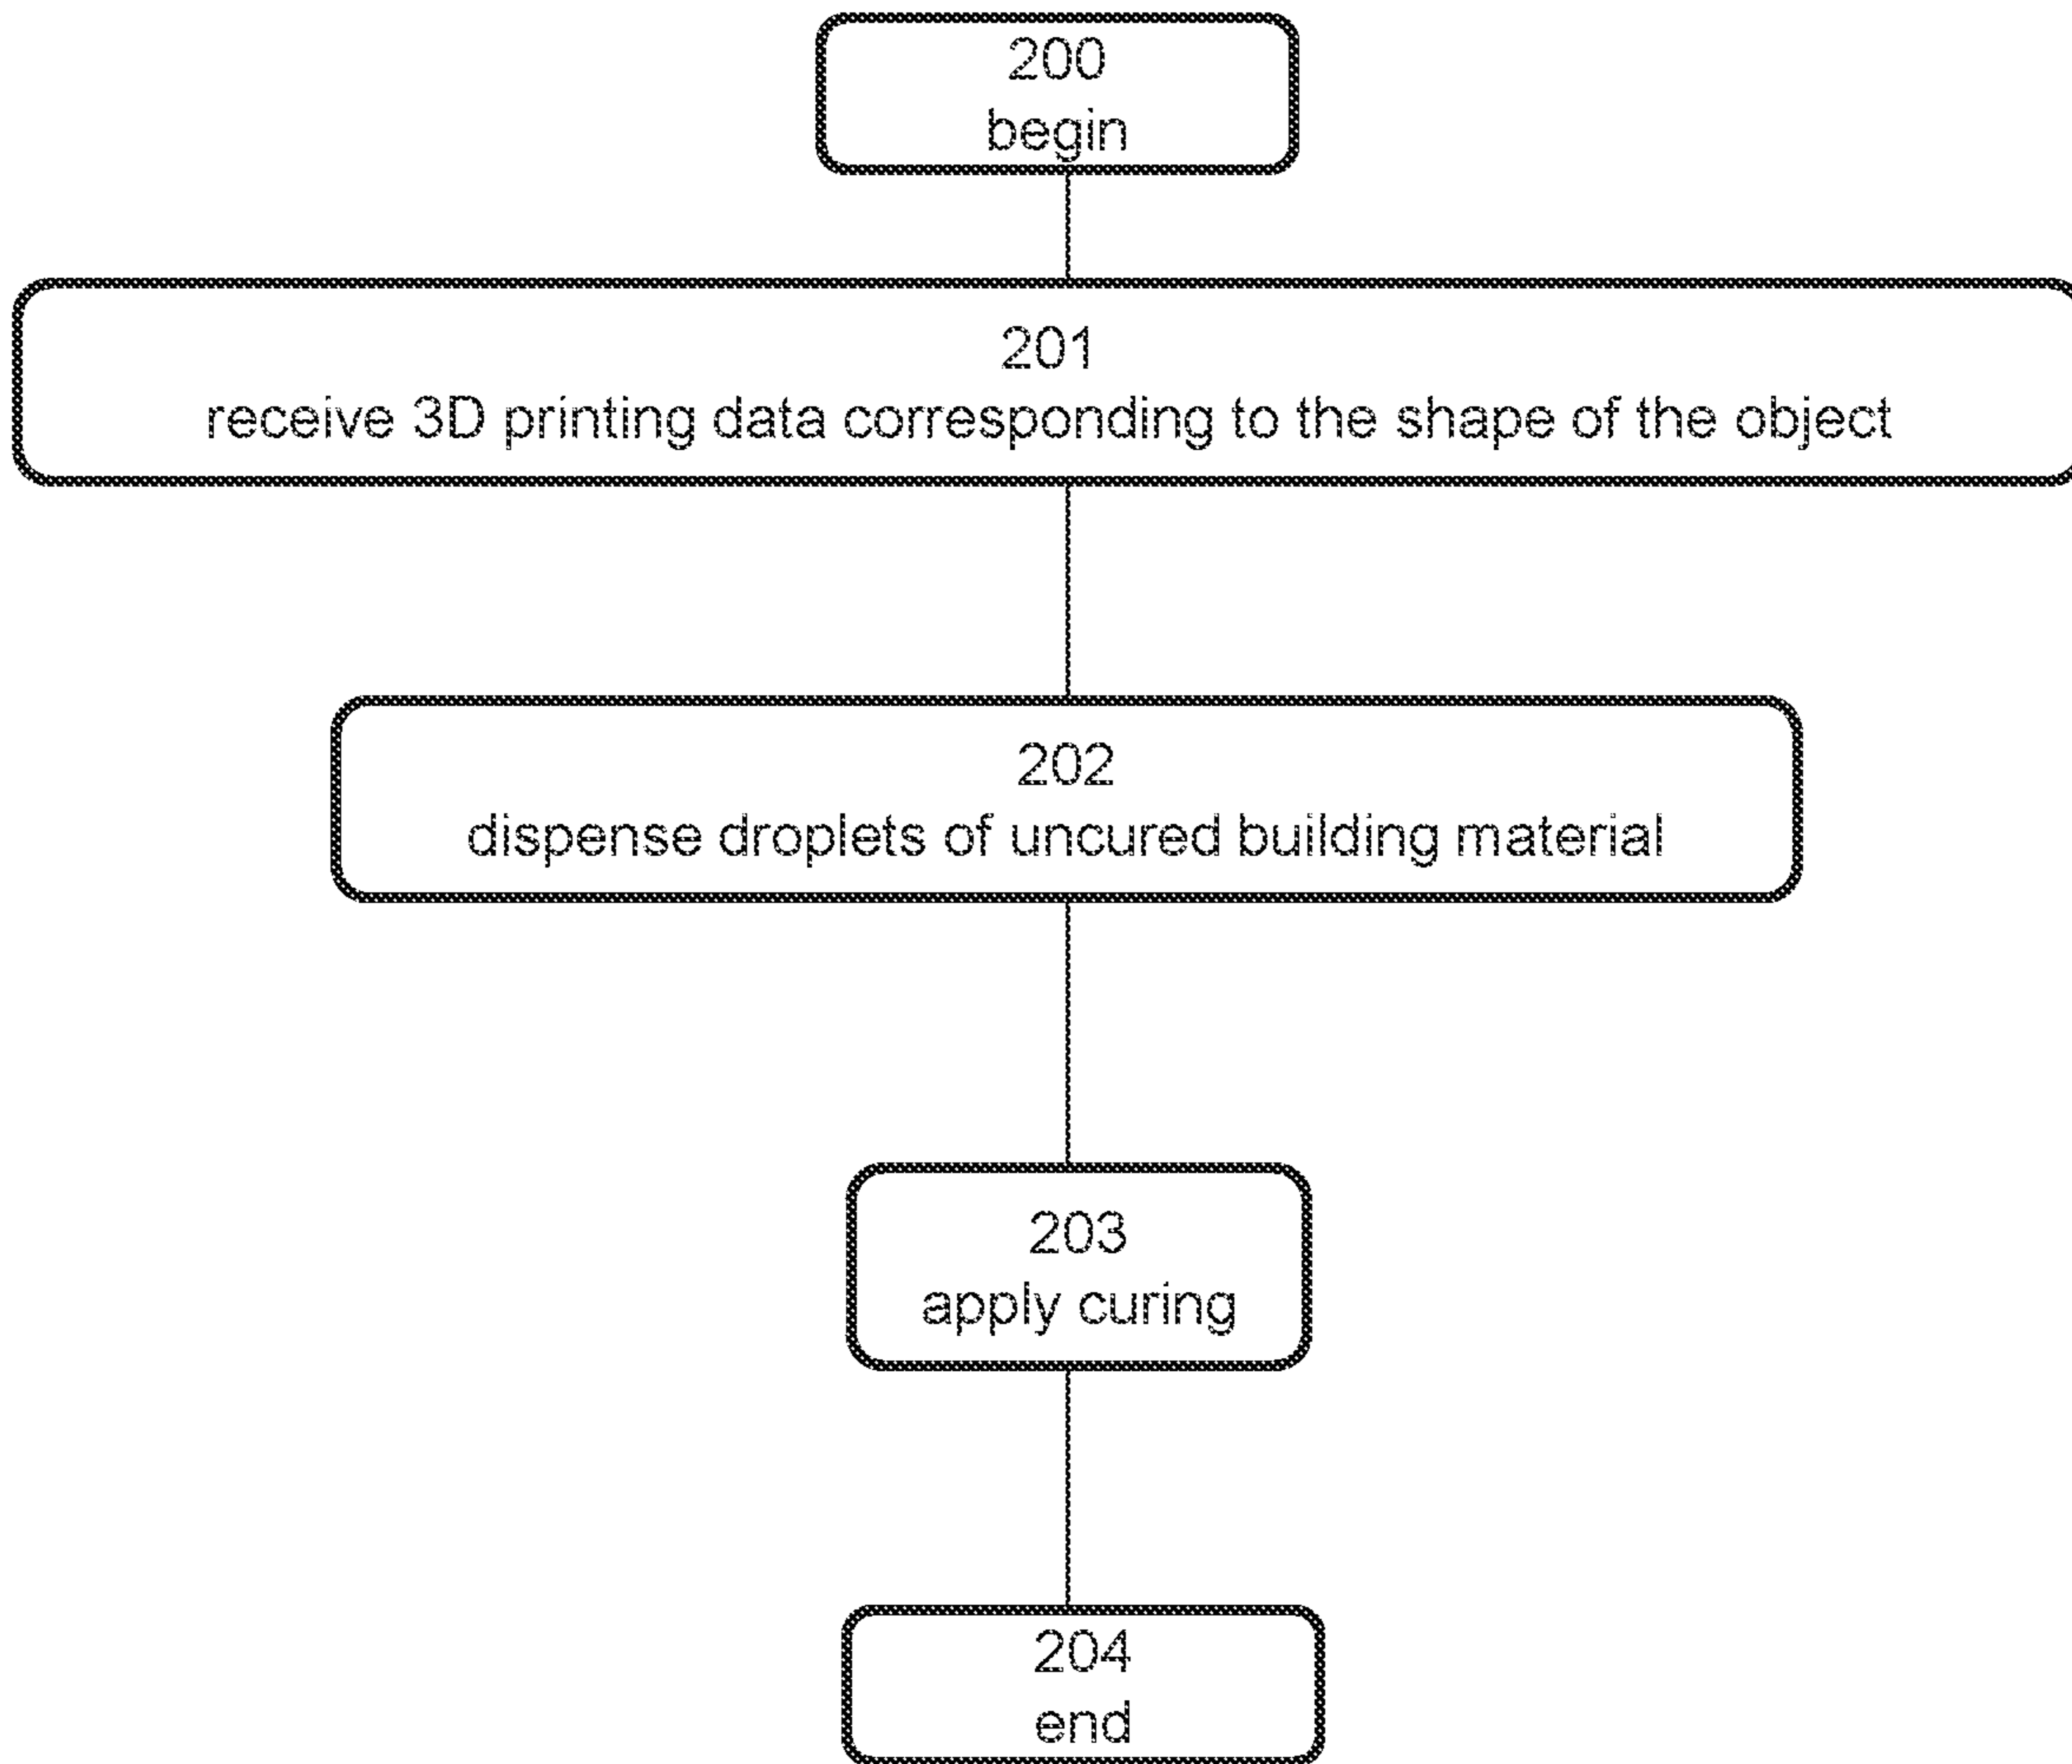 200
begin
201
receive 3D printing data corresponding to the shape of the object
202
dispense droplets of uncured building material
203
apply curing
204
end